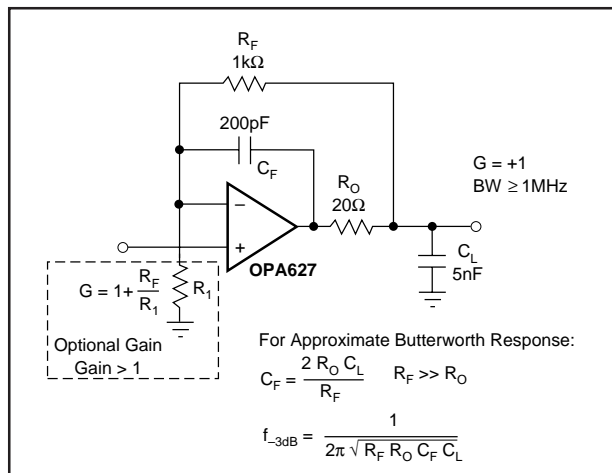 R_F
1kΩ
200pF
C_F
R_O
20Ω
G = +1
BW ≥ 1MHz
−
+
OPA627
C_L
5nF
G = 1+ R_F/R_1
R_1
Optional Gain
Gain > 1
For Approximate Butterworth Response:
C_F = 2 R_O C_L / R_F    R_F >> R_O
f_–3dB = 1 / 2π √ R_F R_O C_F C_L